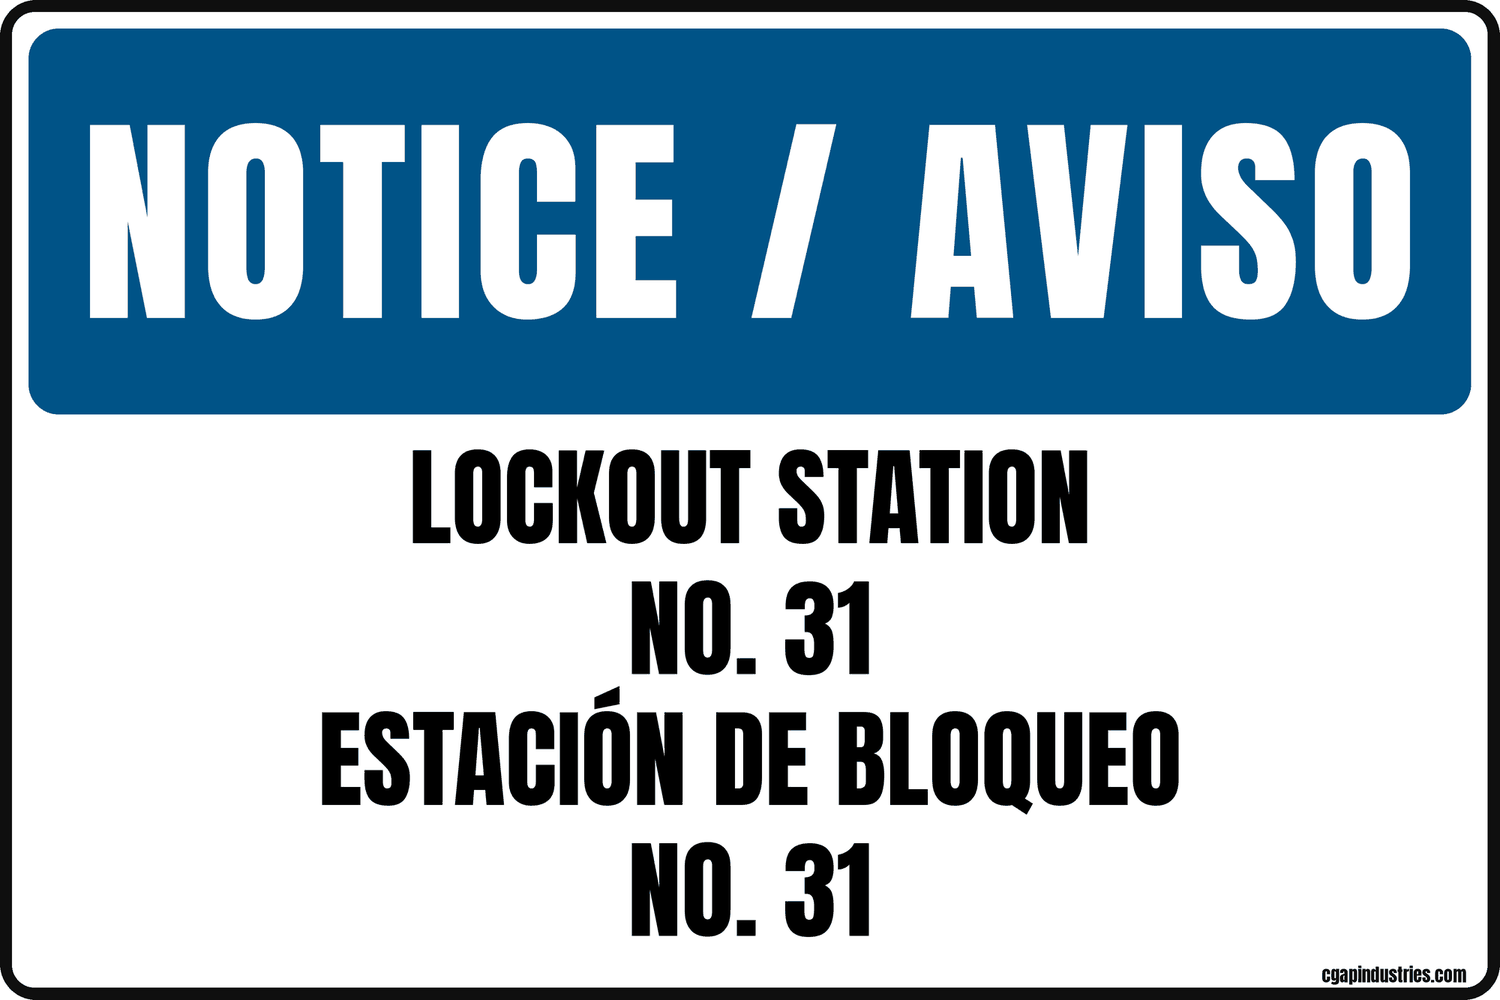 NOTICE / AVISO
LOCKOUT STATION
NO. 31
ESTACIÓN DE BLOQUEO
NO. 31
cgapindustries.com